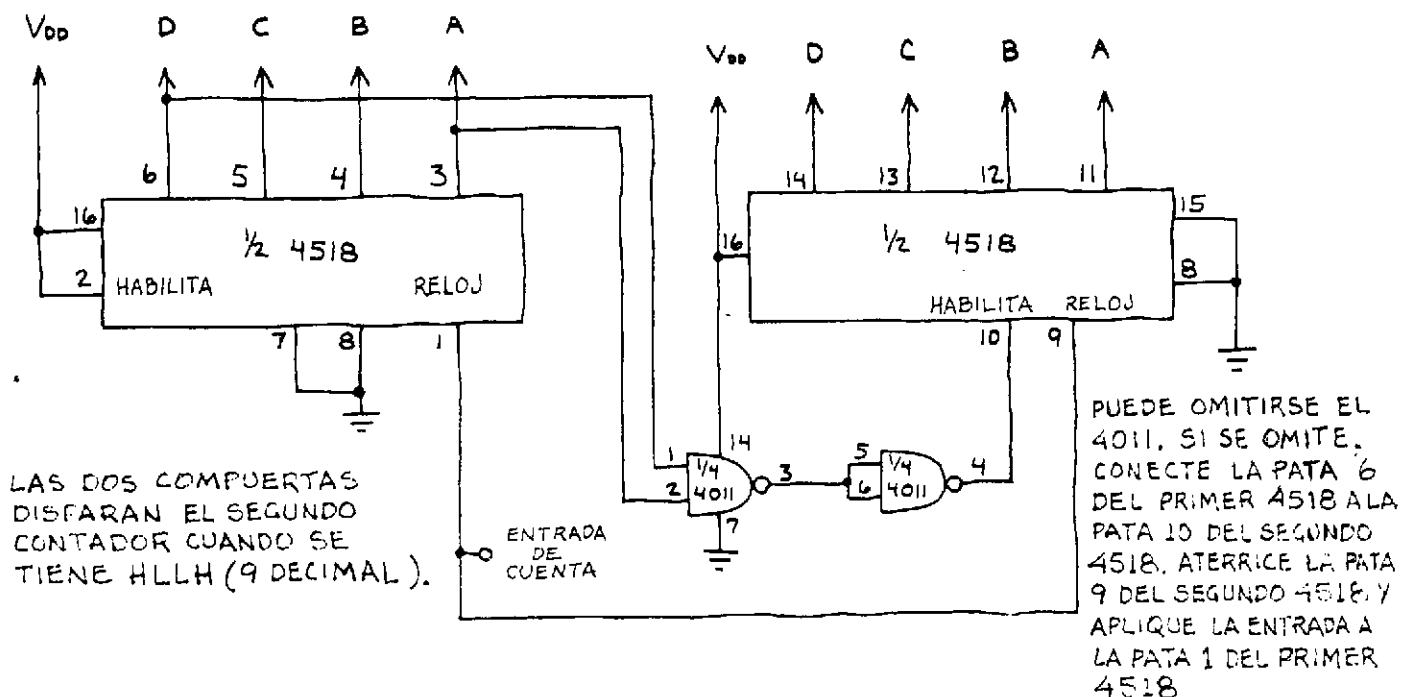 VDD D C B A
VDD D C B A
6 5 4 3
14 13 12 11
16
1/2 4518
2 HABILITA RELOJ
7 8 1
16
1/2 4518
15
8
HABILITA RELOJ
10 9
1
2
14
1/4
4011
7
3
5
6
1/4
4011
4
ENTRADA
DE
CUENTA
LAS DOS COMPUERTAS
DISPARAN EL SEGUNDO
CONTADOR CUANDO SE
TIENE HLLH (9 DECIMAL).
PUEDE OMITIRSE EL
4011. SI SE OMITE.
CONECTE LA PATA 6
DEL PRIMER 4518 A LA
PATA 10 DEL SEGUNDO
4518. ATERRICE LA PATA
9 DEL SEGUNDO 4518 Y
APLIQUE LA ENTRADA A
LA PATA 1 DEL PRIMER
4518